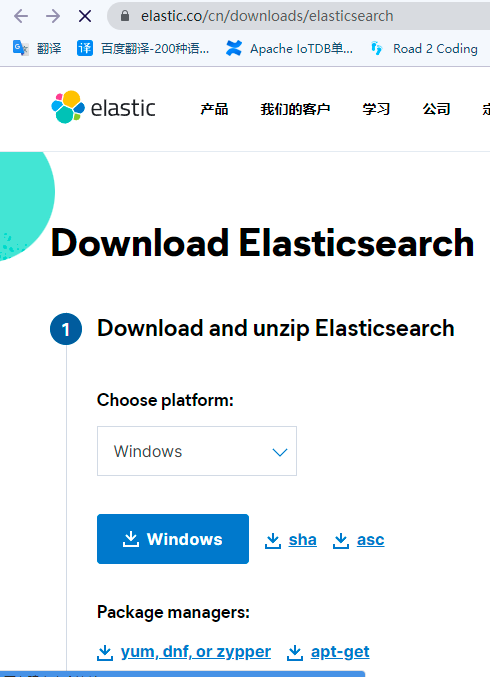 elastic.co/cn/downloads/elasticsearch
翻译 译 百度翻译-200种语... Apache IoTDB单... Road 2 Coding
elastic 产品 我们的客户 学习 公司
Download Elasticsearch
1 Download and unzip Elasticsearch
Choose platform:
Windows
Windows sha asc
Package managers:
yum, dnf, or zypper apt-get